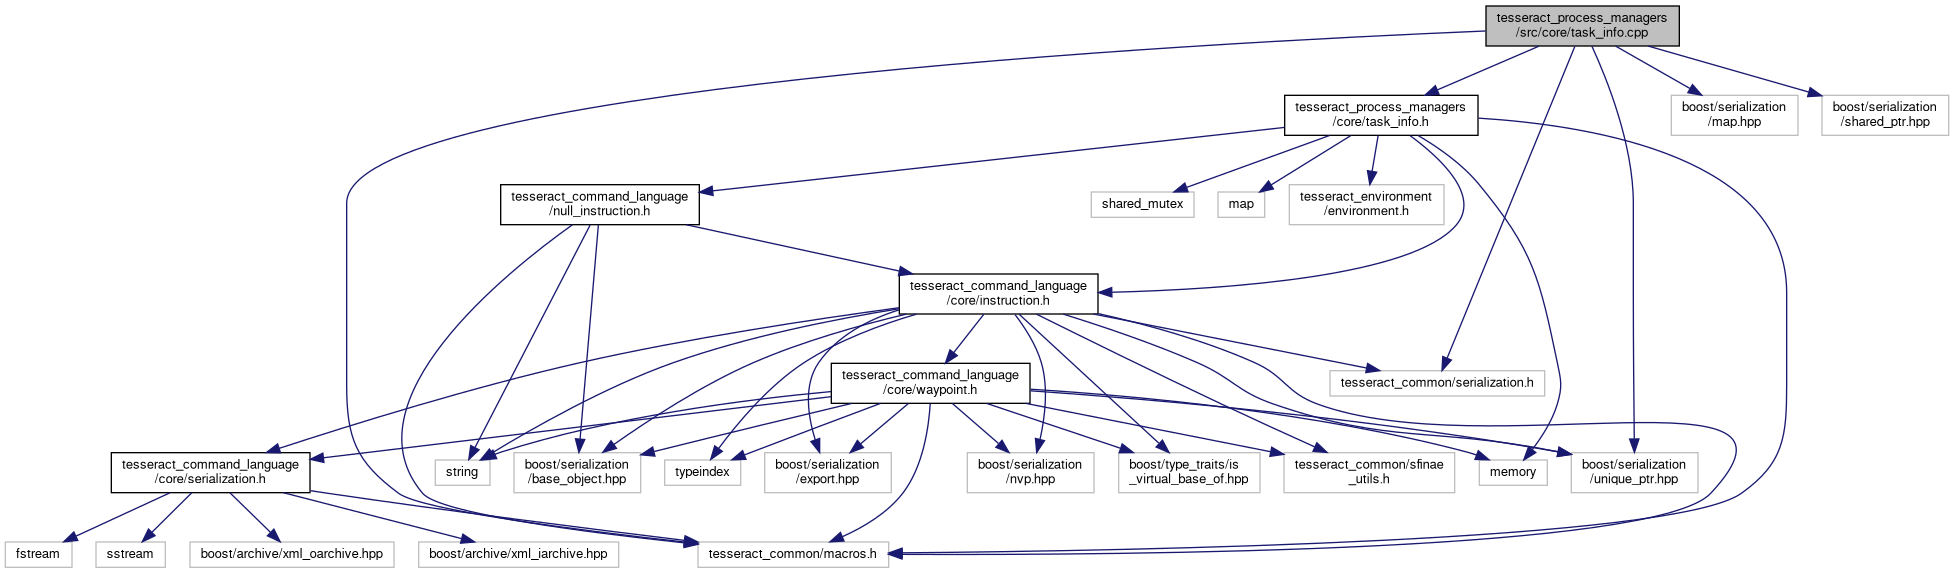 tesseract_process_managers
/src/core/task_info.cpp
tesseract_process_managers
/core/task_info.h
boost/serialization
/map.hpp
boost/serialization
/shared_ptr.hpp
tesseract_command_language
/null_instruction.h
shared_mutex
map
tesseract_environment
/environment.h
tesseract_command_language
/core/instruction.h
tesseract_command_language
/core/waypoint.h
tesseract_common/serialization.h
tesseract_command_language
/core/serialization.h
string
boost/serialization
/base_object.hpp
typeindex
boost/serialization
/export.hpp
boost/serialization
/nvp.hpp
boost/type_traits/is
_virtual_base_of.hpp
tesseract_common/sfinae
_utils.h
memory
boost/serialization
/unique_ptr.hpp
fstream
sstream
boost/archive/xml_oarchive.hpp
boost/archive/xml_iarchive.hpp
tesseract_common/macros.h